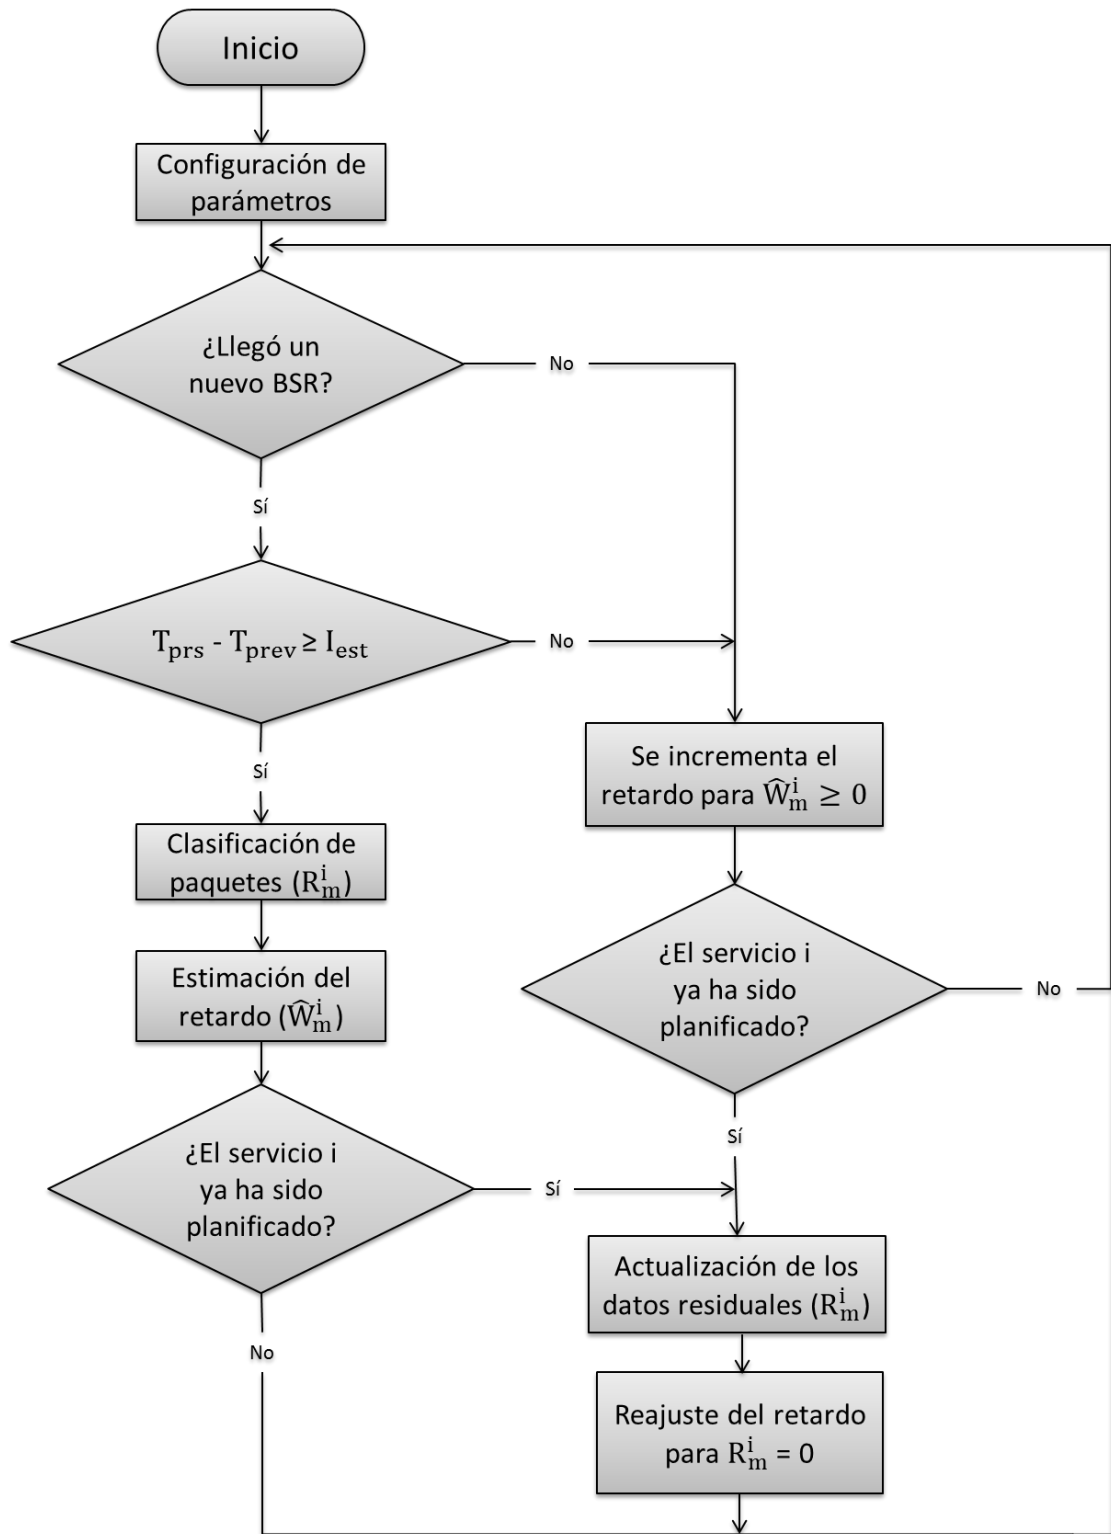 Inicio
Configuración de
parámetros
¿Llegó un
nuevo BSR?
No
Sí
T_prs - T_prev ≥ I_est
No
Sí
Se incrementa el
retardo para Ŵ_m^i ≥ 0
Clasificación de
paquetes (R_m^i)
Estimación del
retardo (Ŵ_m^i)
¿El servicio i
ya ha sido
planificado?
No
Sí
¿El servicio i
ya ha sido
planificado?
Sí
No
Actualización de los
datos residuales (R_m^i)
Reajuste del retardo
para R_m^i = 0